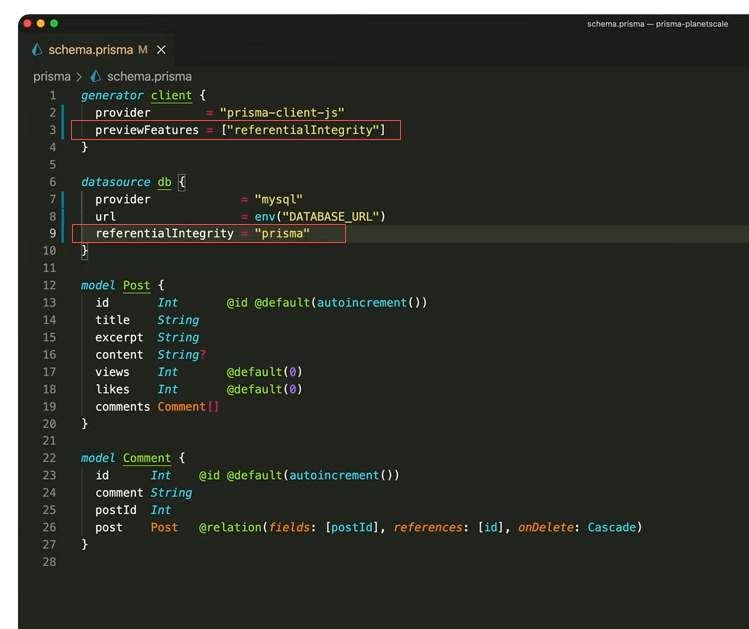 schema.prisma — prisma-planetscale
schema.prisma M ×
prisma > schema.prisma
1 generator client {
2 provider = "prisma-client-js"
3 previewFeatures = ["referentialIntegrity"]
4 }
5
6 datasource db {
7 provider = "mysql"
8 url = env("DATABASE_URL")
9 referentialIntegrity = "prisma"
10 }
11
12 model Post {
13 id Int @id @default(autoincrement())
14 title String
15 excerpt String
16 content String?
17 views Int @default(0)
18 likes Int @default(0)
19 comments Comment[]
20 }
21
22 model Comment {
23 id Int @id @default(autoincrement())
24 comment String
25 postId Int
26 post Post @relation(fields: [postId], references: [id], onDelete: Cascade)
27 }
28